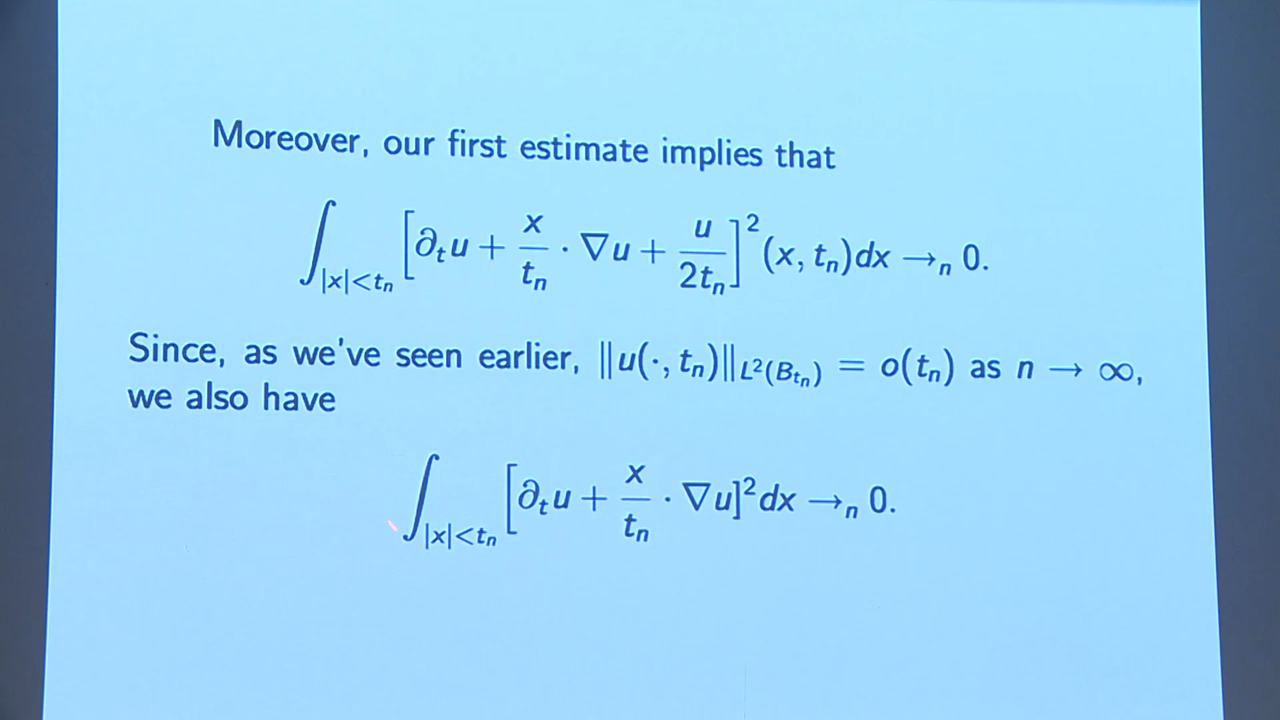 Moreover, our first estimate implies that
∫_{|x|<t_n} [∂_t u + x/t_n · ∇u + u/2t_n]^2 (x, t_n)dx →_n 0.
Since, as we've seen earlier, ‖u(·, t_n)‖_{L^2(B_{t_n})} = o(t_n) as n → ∞,
we also have
∫_{|x|<t_n} [∂_t u + x/t_n · ∇u]^2 dx →_n 0.